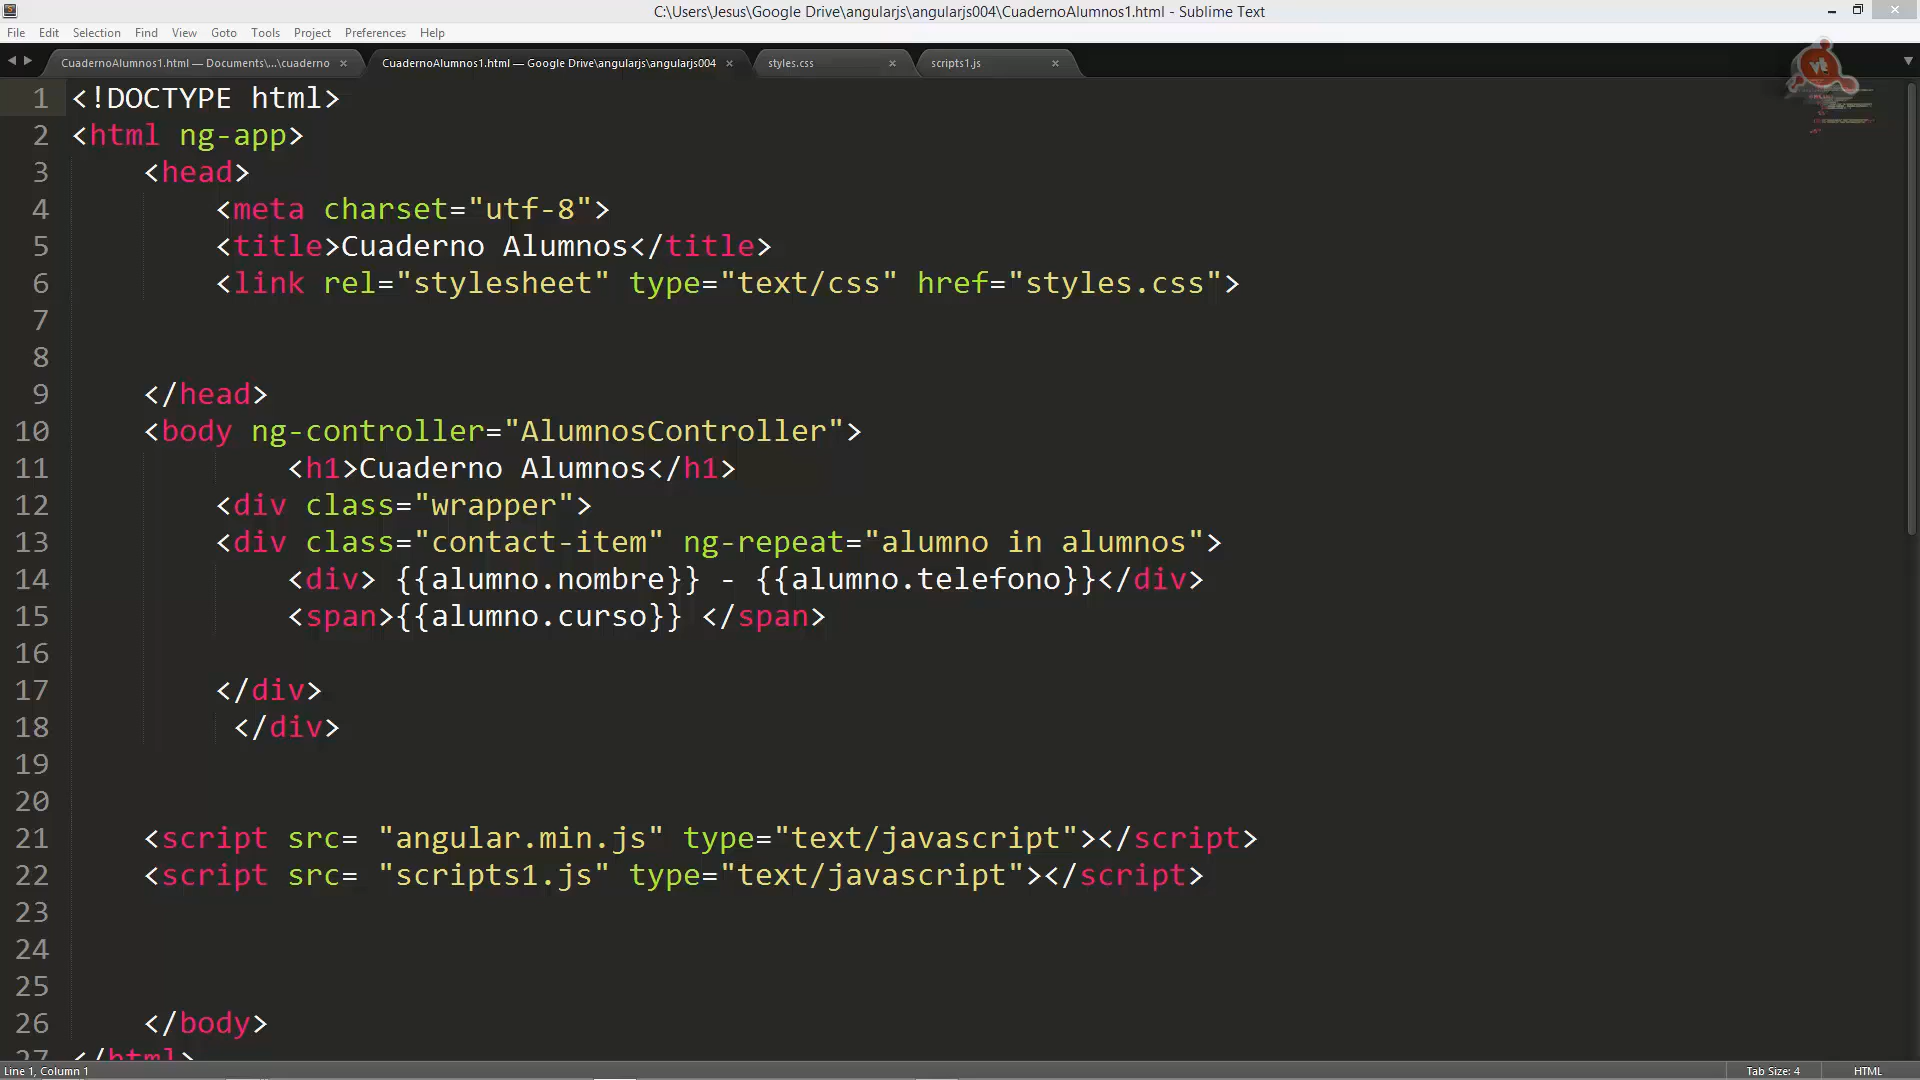 C:\Users\Jesus\Google Drive\angularjs\angularjs004\CuadernoAlumnos1.html - Sublime Text
File Edit Selection Find View Goto Tools Project Preferences Help
CuadernoAlumnos1.html — Documents\...\cuaderno × CuadernoAlumnos1.html — Google Drive\angularjs\angularjs004 × styles.css × scripts1.js ×
1 <!DOCTYPE html>
2 <html ng-app>
3 <head>
4 <meta charset="utf-8">
5 <title>Cuaderno Alumnos</title>
6 <link rel="stylesheet" type="text/css" href="styles.css">
7
8
9 </head>
10 <body ng-controller="AlumnosController">
11 <h1>Cuaderno Alumnos</h1>
12 <div class="wrapper">
13 <div class="contact-item" ng-repeat="alumno in alumnos">
14 <div> {{alumno.nombre}} - {{alumno.telefono}}</div>
15 <span>{{alumno.curso}} </span>
16
17 </div>
18 </div>
19
20
21 <script src= "angular.min.js" type="text/javascript"></script>
22 <script src= "scripts1.js" type="text/javascript"></script>
23
24
25
26 </body>
27 </html>
Line 1, Column 1 Tab Size: 4 HTML